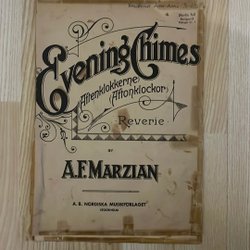 Evening Chimes
Aftenklokkerne
(Aftonklockor)
Reverie
BY
A.F. MARZIAN
A. B. NORDISKA MUSIKFÖRLAGET
STOCKHOLM